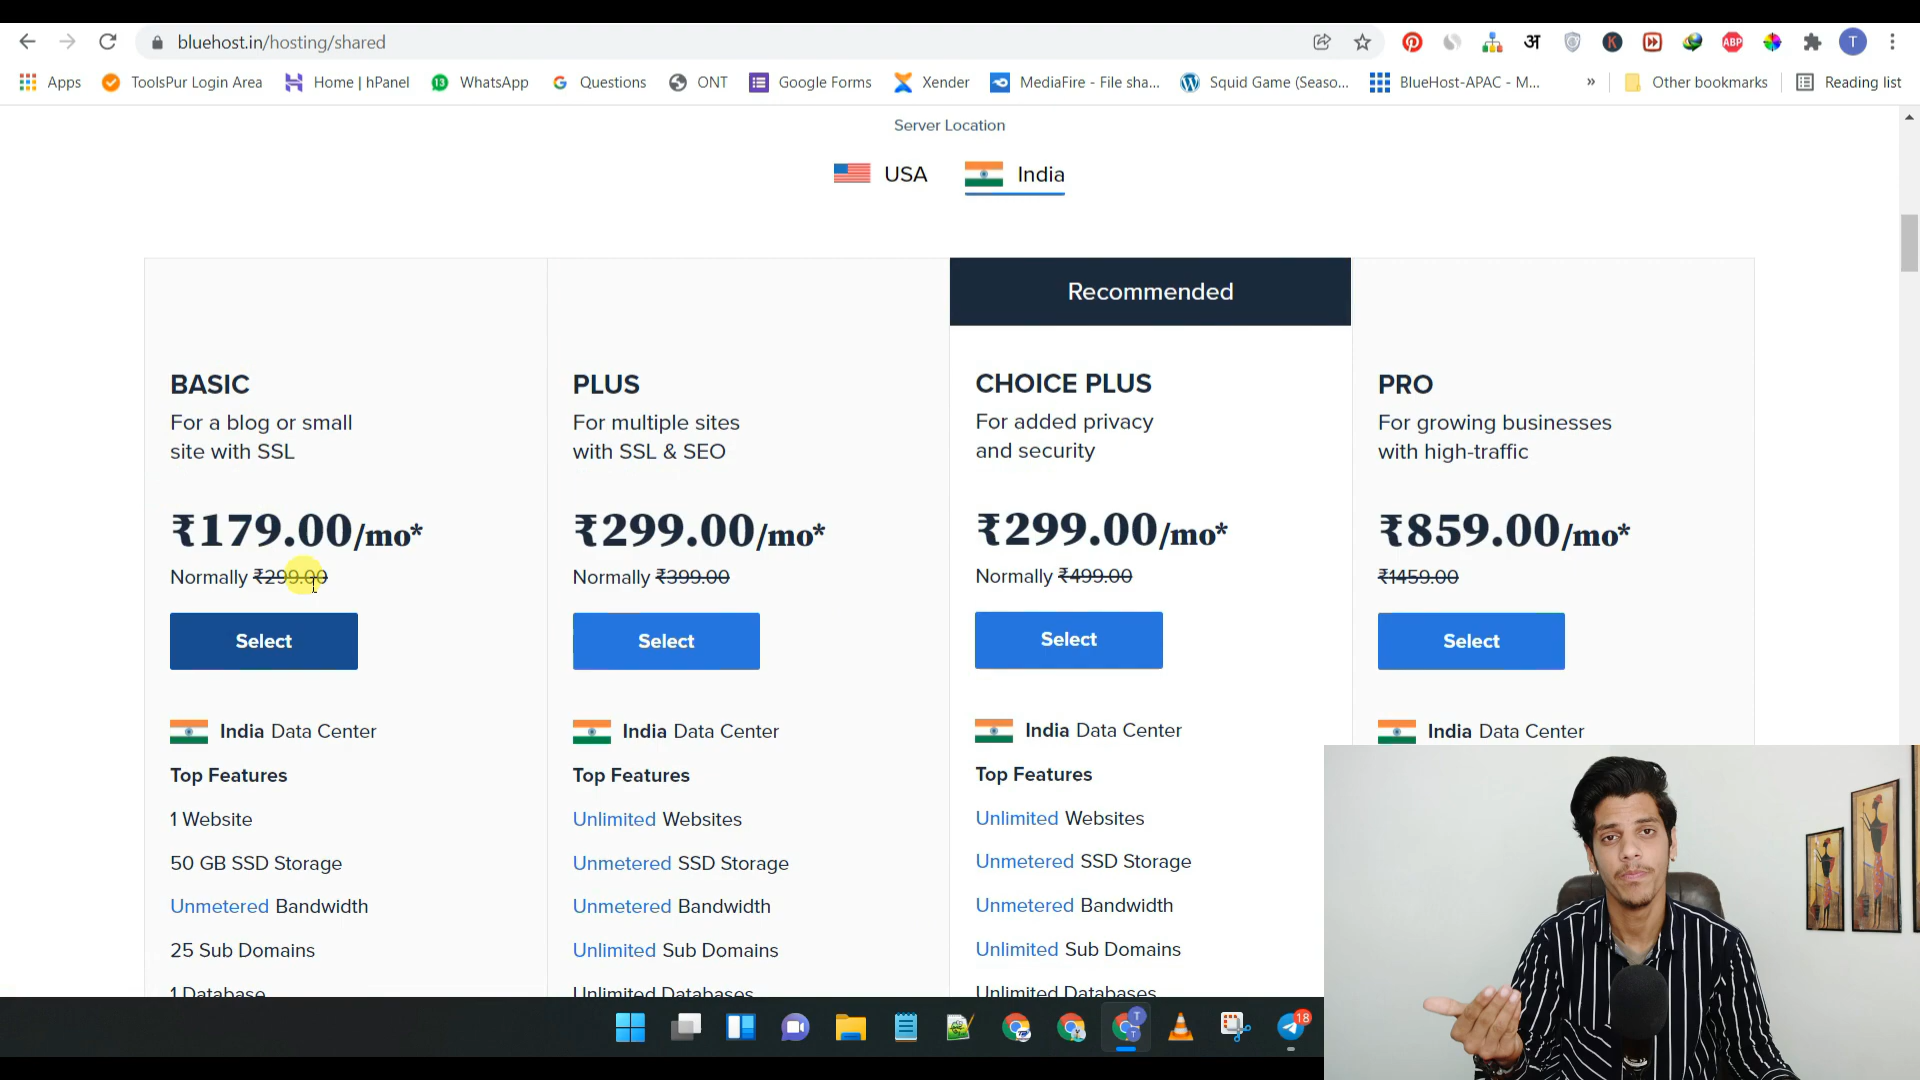 bluehost.in/hosting/shared
अ
K
ABP
T
Apps
ToolsPur Login Area
Home | hPanel
13
WhatsApp
Questions
ONT
Google Forms
Xender
MediaFire - File sha...
Squid Game (Seaso...
BlueHost-APAC - M...
»
Other bookmarks
Reading list
Server Location
USA
India
Recommended
BASIC
For a blog or small
site with SSL
₹179.00/mo*
Normally ₹299.00
Select
India Data Center
Top Features
1 Website
50 GB SSD Storage
Unmetered Bandwidth
25 Sub Domains
1 Database
PLUS
For multiple sites
with SSL & SEO
₹299.00/mo*
Normally ₹399.00
Select
India Data Center
Top Features
Unlimited Websites
Unmetered SSD Storage
Unmetered Bandwidth
Unlimited Sub Domains
Unlimited Databases
CHOICE PLUS
For added privacy
and security
₹299.00/mo*
Normally ₹499.00
Select
India Data Center
Top Features
Unlimited Websites
Unmetered SSD Storage
Unmetered Bandwidth
Unlimited Sub Domains
Unlimited Databases
PRO
For growing businesses
with high-traffic
₹859.00/mo*
₹1459.00
Select
India Data Center
T
18